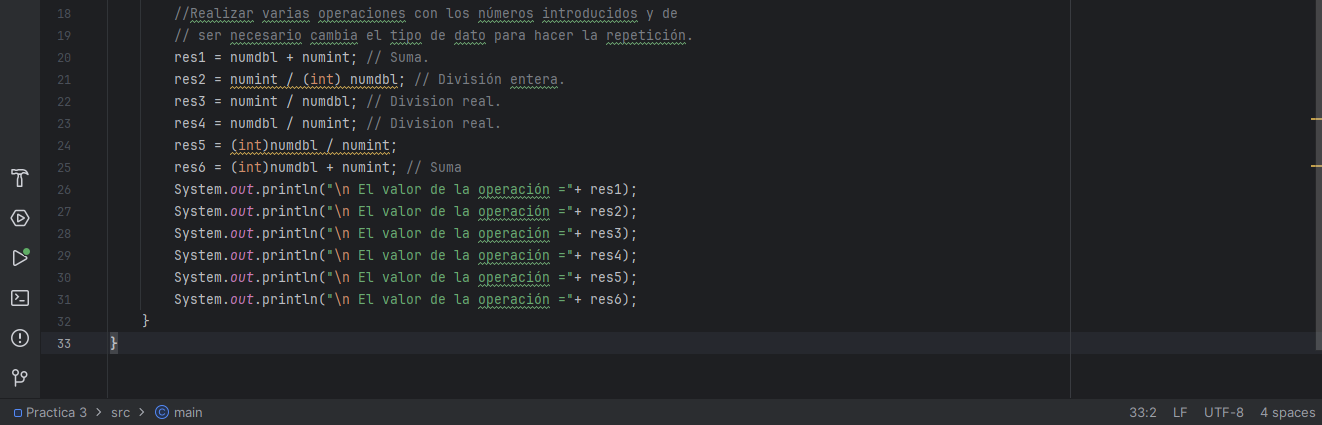 18 //Realizar varias operaciones con los números introducidos y de
19 // ser necesario cambia el tipo de dato para hacer la repetición.
20 res1 = numdbl + numint; // Suma.
21 res2 = numint / (int) numdbl; // División entera.
22 res3 = numint / numdbl; // Division real.
23 res4 = numdbl / numint; // Division real.
24 res5 = (int)numdbl / numint;
25 res6 = (int)numdbl + numint; // Suma
26 System.out.println("\n El valor de la operación ="+ res1);
27 System.out.println("\n El valor de la operación ="+ res2);
28 System.out.println("\n El valor de la operación ="+ res3);
29 System.out.println("\n El valor de la operación ="+ res4);
30 System.out.println("\n El valor de la operación ="+ res5);
31 System.out.println("\n El valor de la operación ="+ res6);
32 }
33 }
Practica 3 > src > © main 33:2 LF UTF-8 4 spaces